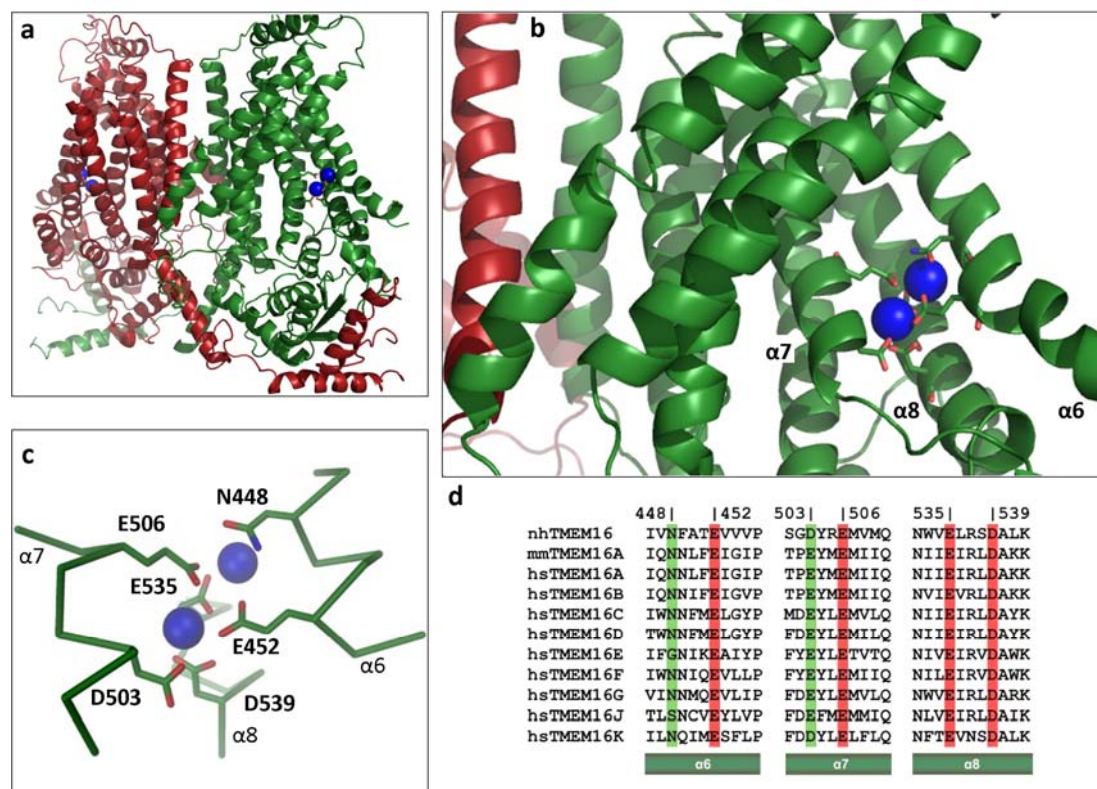 a
b
α7
α8
α6
c
N448
E506
α7
E535
E452
α6
D503
D539
α8
d
448| |452 503| |506 535| |539
nhTMEM16 IVNFATEVVVP SGDYREMVMQ NWVELRSDALK
mmTMEM16A IQNNLFEIGIP TPEYMEMIIQ NIIEIRLDAKK
hsTMEM16A IQNNLFEIGIP TPEYMEMIIQ NIIEIRLDAKK
hsTMEM16B IQNNIFEIGVP TPEYMEMIIQ NVIEVRLDAKK
hsTMEM16C IWNNFMELGYP MDEYLEMVLQ NIIEIRLDAYK
hsTMEM16D TWNNFMELGYP FDEYLEMILQ NIIEIRLDAYK
hsTMEM16E IFGNIKEAIYP FYEYLETVTQ NIVEIRVDAWK
hsTMEM16F IWNNIQEVLLP FYEYLEMILQ NIVEIRLDAWK
hsTMEM16G VINNMQEVLIP FDEYLEMVLQ NWVEIRLDARK
hsTMEM16J TLSNCVEYLVP FDEFMEMMIQ NLVEIRLDAIK
hsTMEM16K ILNQIMESFLP FDDYLELFLQ NFTEVNSDALK
α6 α7 α8